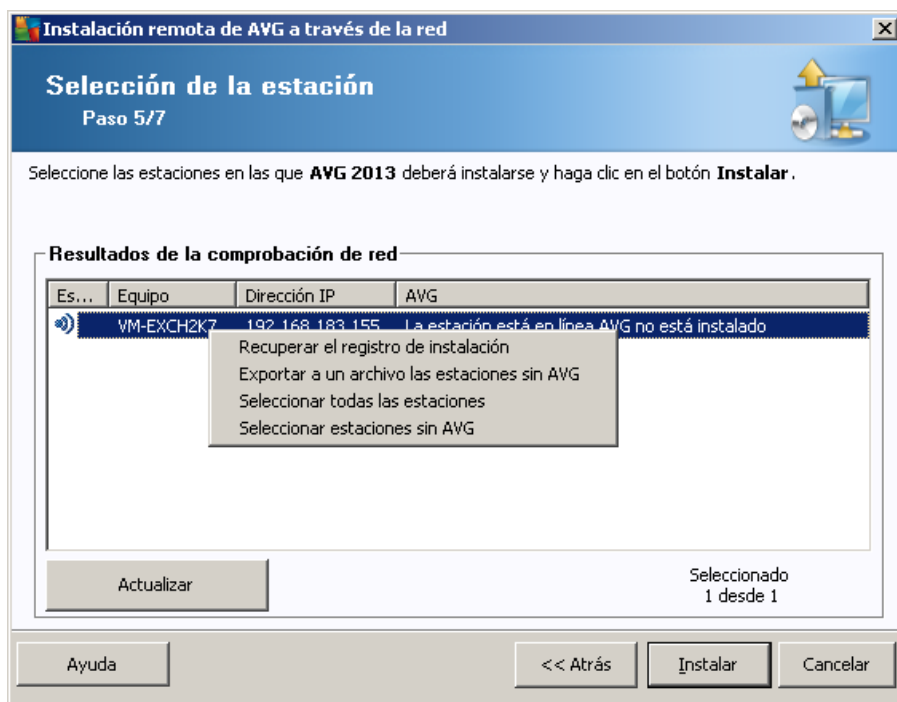 Instalación remota de AVG a través de la red
Selección de la estación
Paso 5/7
Seleccione las estaciones en las que AVG 2013 deberá instalarse y haga clic en el botón Instalar.
Resultados de la comprobación de red
Es... Equipo Dirección IP AVG
VM-EXCH2K7 192.168.183.155 La estación está en línea AVG no está instalado
Recuperar el registro de instalación
Exportar a un archivo las estaciones sin AVG
Seleccionar todas las estaciones
Seleccionar estaciones sin AVG
Actualizar
Seleccionado
1 desde 1
Ayuda << Atrás Instalar Cancelar